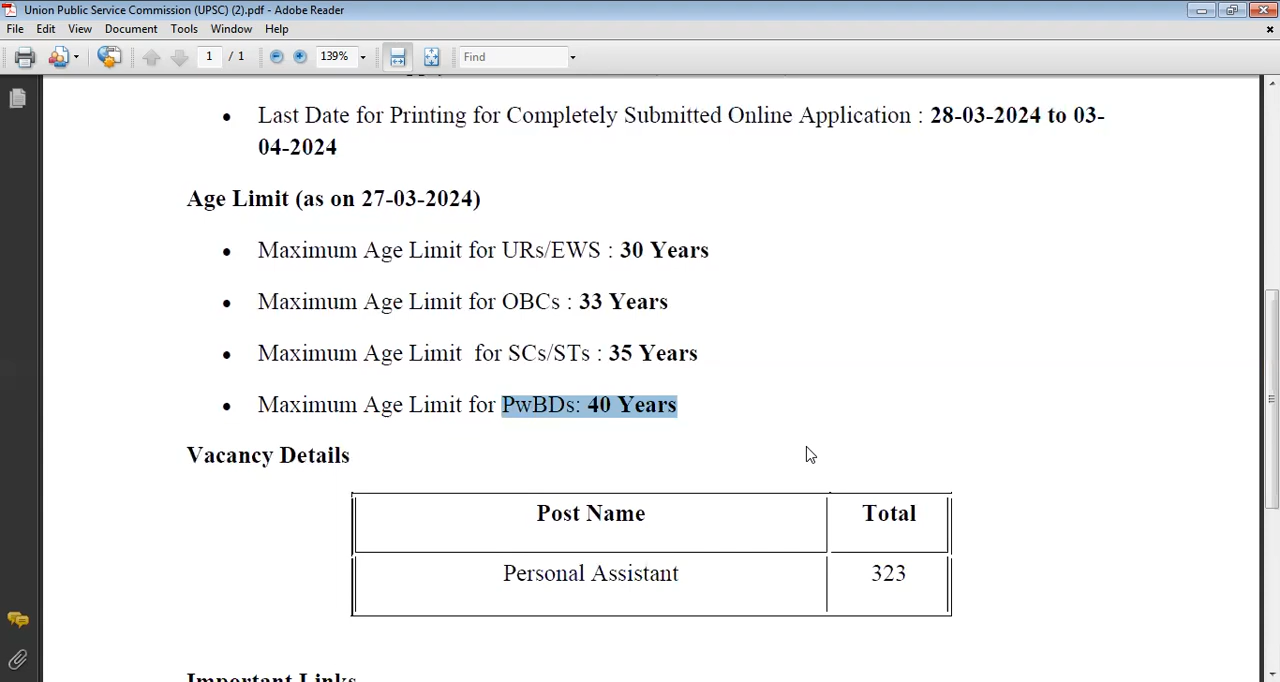 Union Public Service Commission (UPSC) (2).pdf - Adobe Reader
File Edit View Document Tools Window Help
1 / 1 139% Find
• Last Date for Printing for Completely Submitted Online Application : 28-03-2024 to 03-
04-2024
Age Limit (as on 27-03-2024)
• Maximum Age Limit for URs/EWS : 30 Years
• Maximum Age Limit for OBCs : 33 Years
• Maximum Age Limit for SCs/STs : 35 Years
• Maximum Age Limit for PwBDs: 40 Years
Vacancy Details
Post Name Total
Personal Assistant 323
Important Links